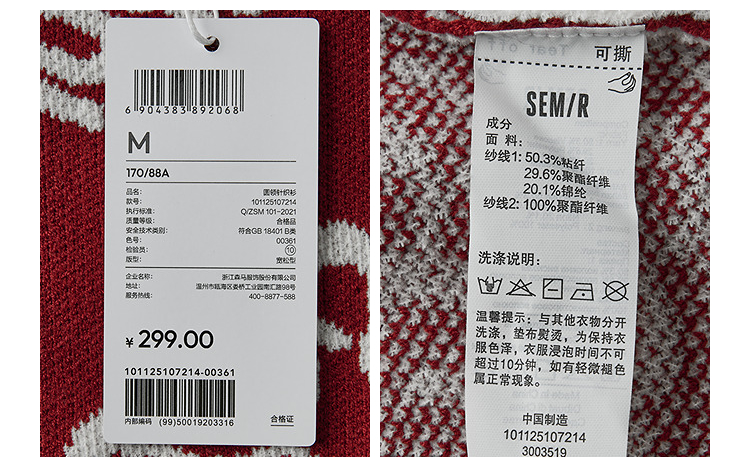 6 904383 892068
M
170/88A
品名: 圆领针织衫
款号: 101125107214
执行标准: Q/ZSM 101-2021
质量等级: 合格品
安全技术类别: 符合GB 18401 B类
色号: 00361
检验员: 10
版型: 宽松型
企业名称: 浙江森马服饰股份有限公司
地址: 温州市瓯海区娄桥工业园南汇路98号
服务热线: 400-8877-588
¥ 299.00
101125107214-00361
内部编码 (99)50019203316
合格证
Tear off
可撕
SEM/R
成分
面 料:
纱线1: 50.3%粘纤
29.6%聚酯纤维
20.1%锦纶
纱线2: 100%聚酯纤维
洗涤说明:
温馨提示: 与其他衣物分开
洗涤, 垫布熨烫, 为保持衣
服色泽, 衣服浸泡时间不可
超过10分钟, 如有轻微褪色
属正常现象.
中国制造
101125107214
3003519